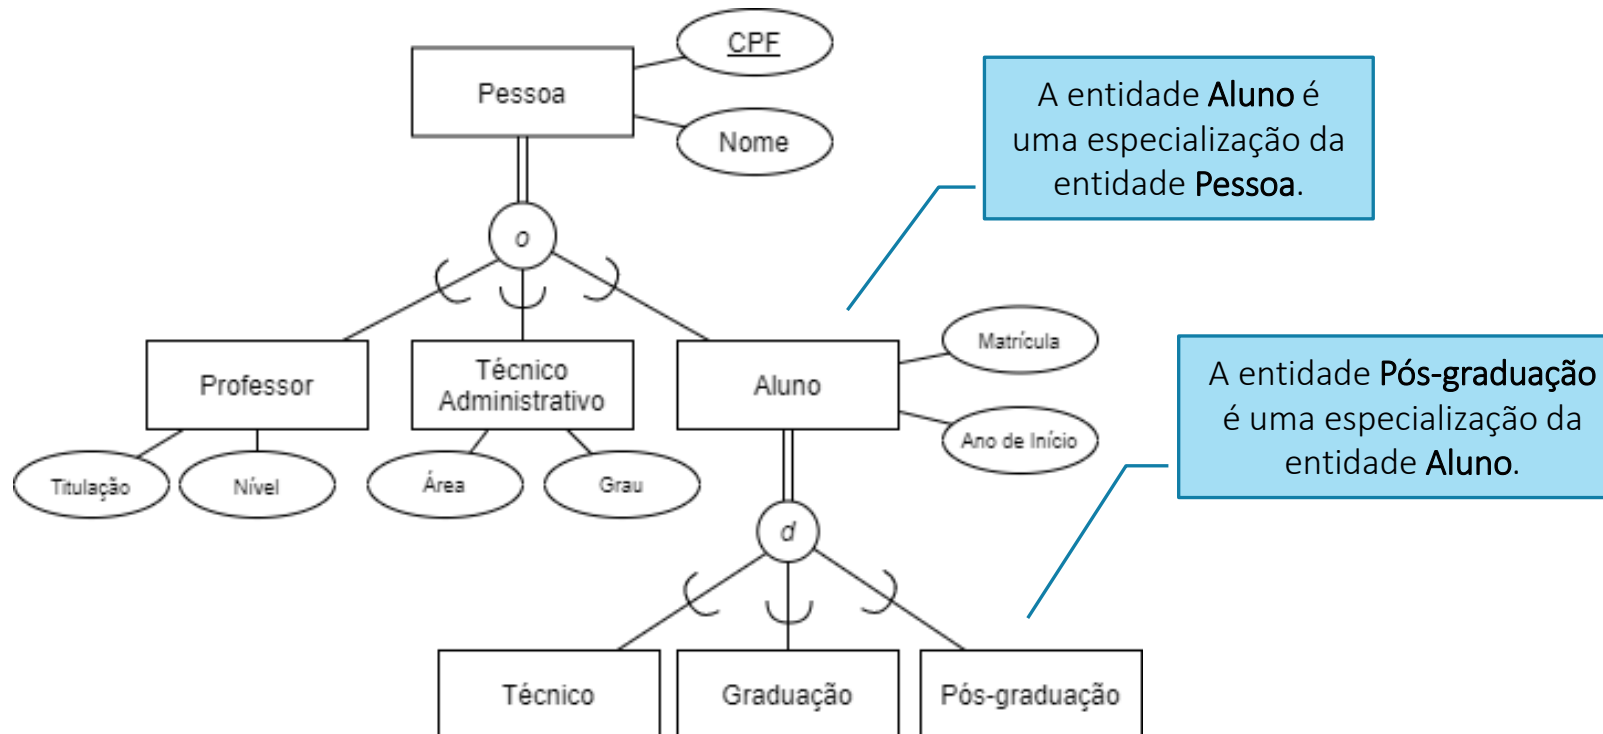 CPF
Pessoa
Nome
A entidade Aluno é
uma especialização da
entidade Pessoa.
o
Professor
Técnico
Administrativo
Aluno
Matrícula
Ano de Início
A entidade Pós-graduação
é uma especialização da
entidade Aluno.
Titulação
Nível
Área
Grau
d
Técnico
Graduação
Pós-graduação